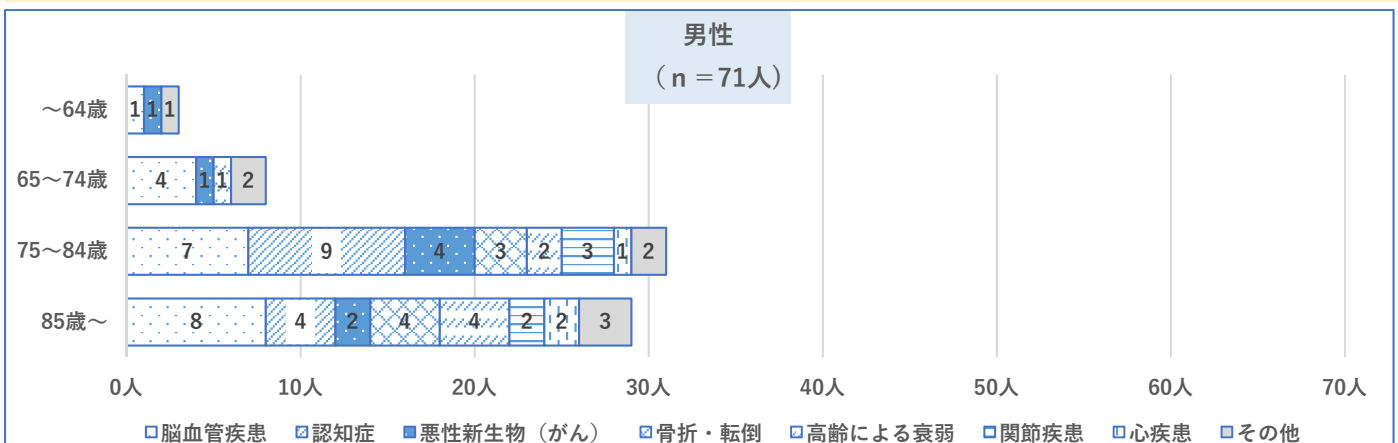 男性
（ｎ＝71人）
～64歳
1 1 1
65～74歳
4 1 1 2
75～84歳
7 9 4 3 2 3 1 2
85歳～
8 4 2 4 4 2 2 3
0人 10人 20人 30人 40人 50人 60人 70人
脳血管疾患 認知症 悪性新生物（がん） 骨折・転倒 高齢による衰弱 関節疾患 心疾患 その他